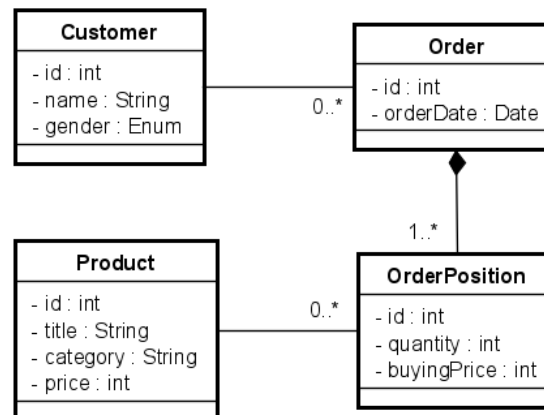 Customer
- id : int
- name : String
- gender : Enum
0..*
Order
- id : int
- orderDate : Date
1..*
Product
- id : int
- title : String
- category : String
- price : int
0..*
OrderPosition
- id : int
- quantity : int
- buyingPrice : int